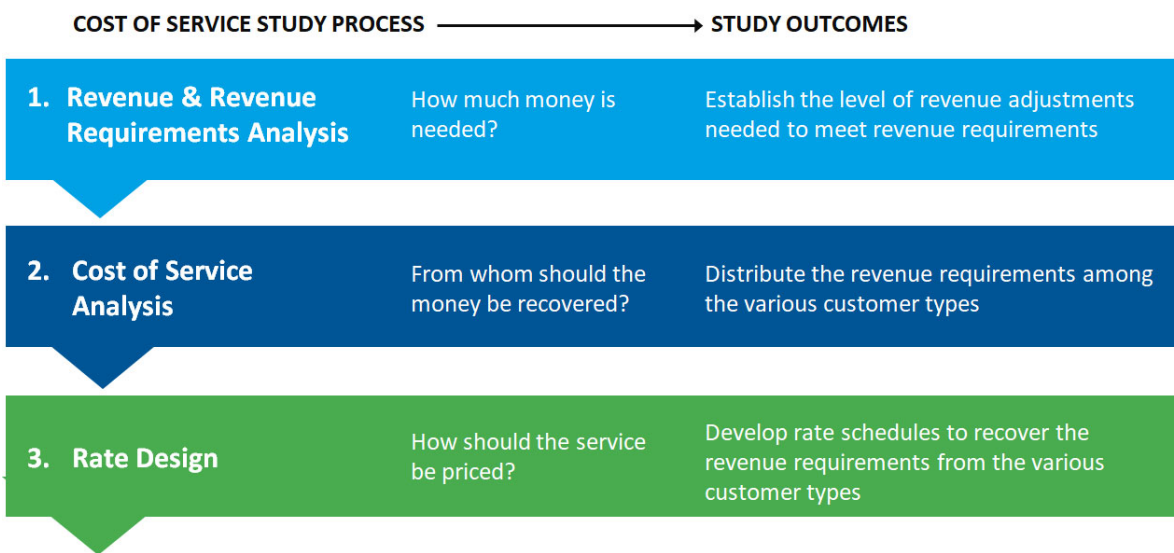 COST OF SERVICE STUDY PROCESS
STUDY OUTCOMES
1. Revenue & Revenue
Requirements Analysis
How much money is
needed?
Establish the level of revenue adjustments
needed to meet revenue requirements
2. Cost of Service
Analysis
From whom should the
money be recovered?
Distribute the revenue requirements among
the various customer types
3. Rate Design
How should the service
be priced?
Develop rate schedules to recover the
revenue requirements from the various
customer types